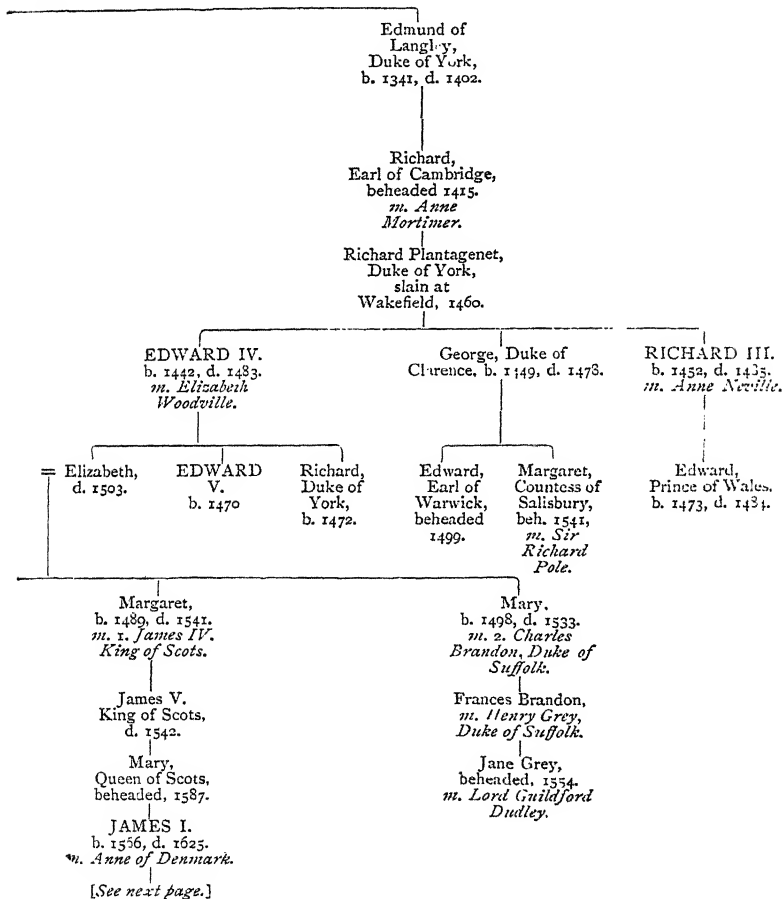 Edmund of
Langley,
Duke of York,
b. 1341, d. 1402.
Richard,
Earl of Cambridge,
beheaded 1415.
m. Anne
Mortimer.
Richard Plantagenet,
Duke of York,
slain at
Wakefield, 1460.
EDWARD IV.
b. 1442, d. 1483.
m. Elizabeth
Woodville.
George, Duke of
Clarence, b. 1449, d. 1478.
RICHARD III.
b. 1452, d. 1485.
m. Anne Neville.
= Elizabeth,
d. 1503.
EDWARD
V.
b. 1470
Richard,
Duke of
York,
b. 1472.
Edward,
Earl of
Warwick,
beheaded
1499.
Margaret,
Countess of
Salisbury,
beh. 1541,
m. Sir
Richard
Pole.
Edward,
Prince of Wales.
b. 1473, d. 1484.
Margaret,
b. 1489, d. 1541.
m. 1. James IV.
King of Scots.
James V.
King of Scots,
d. 1542.
Mary,
Queen of Scots,
beheaded, 1587.
JAMES I.
b. 1566, d. 1625.
m. Anne of Denmark.
[See next page.]
Mary,
b. 1498, d. 1533.
m. 2. Charles
Brandon, Duke of
Suffolk.
Frances Brandon,
m. Henry Grey,
Duke of Suffolk.
Jane Grey,
beheaded, 1554.
m. Lord Guildford
Dudley.